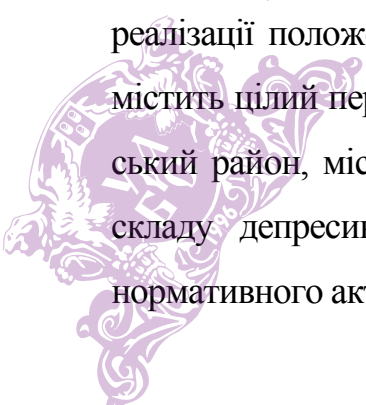 реалізації полож
містить цілий пер
ський район, міс
складу депресив
нормативного акт